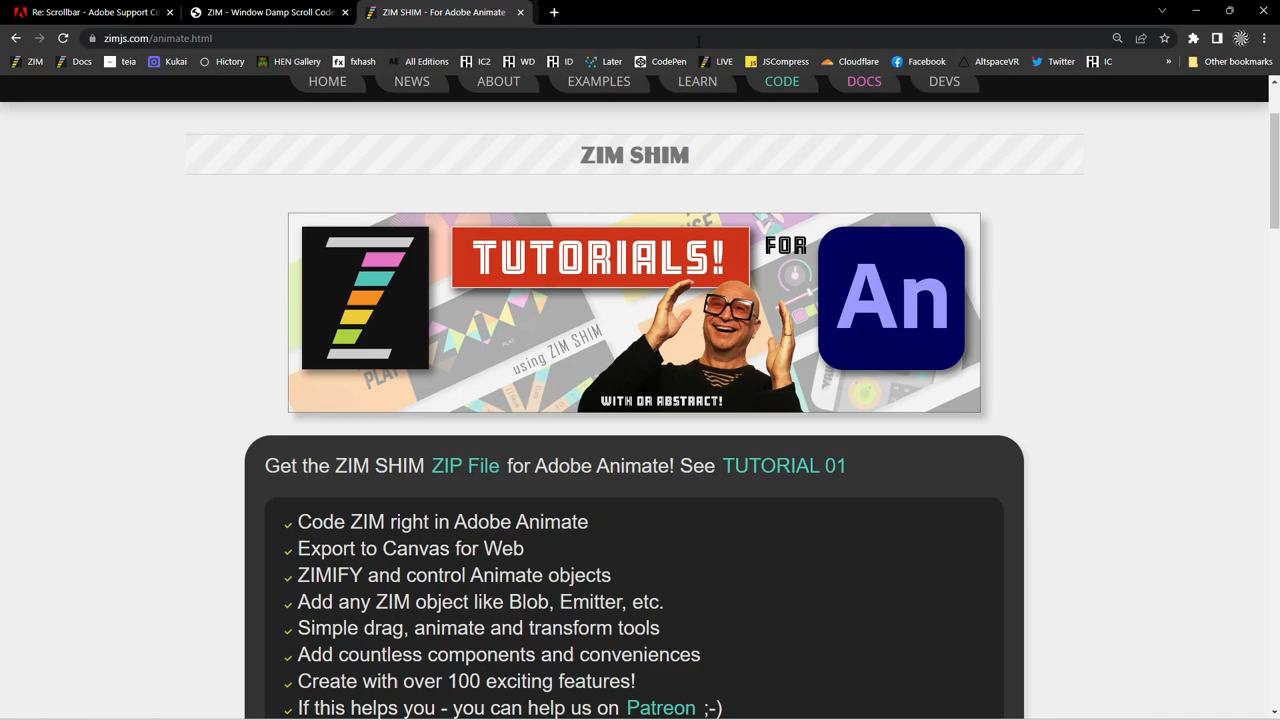 Re: Scrollbar - Adobe Support Co
ZIM - Window Damp Scroll Code
ZIM SHIM - For Adobe Animate
zimjs.com/animate.html
ZIM
Docs
teia
Kukai
Hictory
HEN Gallery
fxhash
AE All Editions
IC2
WD
ID
Later
CodePen
LIVE
JSCompress
Cloudflare
Facebook
AltspaceVR
Twitter
IC
»
Other bookmarks
HOME
NEWS
ABOUT
EXAMPLES
LEARN
CODE
DOCS
DEVS
ZIM SHIM
TUTORIALS!
FOR
An
using ZIM SHIM
PLAY
WITH DR ABSTRACT!
Get the ZIM SHIM ZIP File for Adobe Animate! See TUTORIAL 01
Code ZIM right in Adobe Animate
Export to Canvas for Web
ZIMIFY and control Animate objects
Add any ZIM object like Blob, Emitter, etc.
Simple drag, animate and transform tools
Add countless components and conveniences
Create with over 100 exciting features!
If this helps you - you can help us on Patreon ;-)